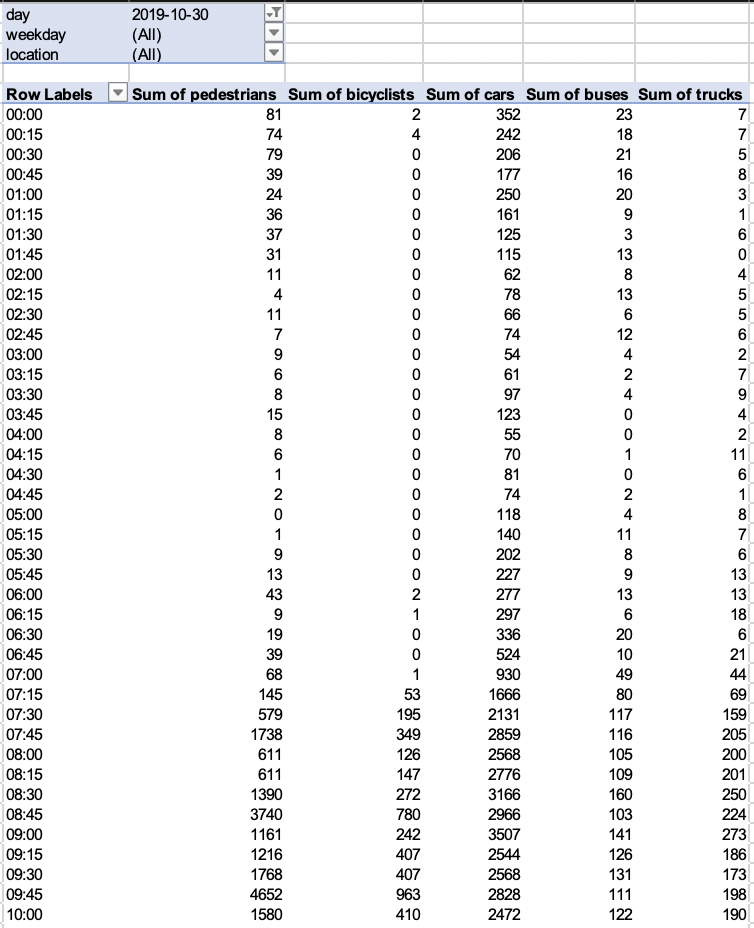 day 2019-10-30
weekday (All)
location (All)
Row Labels Sum of pedestrians Sum of bicyclists Sum of cars Sum of buses Sum of trucks
00:00 81 2 352 23 7
00:15 74 4 242 18 7
00:30 79 0 206 21 5
00:45 39 0 177 16 8
01:00 24 0 250 20 3
01:15 36 0 161 9 1
01:30 37 0 125 3 6
01:45 31 0 115 13 0
02:00 11 0 62 8 4
02:15 4 0 78 13 5
02:30 11 0 66 6 5
02:45 7 0 74 12 6
03:00 9 0 54 4 2
03:15 6 0 61 2 7
03:30 8 0 97 4 9
03:45 15 0 123 0 4
04:00 8 0 55 0 2
04:15 6 0 70 1 11
04:30 1 0 81 0 6
04:45 2 0 74 2 1
05:00 0 0 118 4 8
05:15 1 0 140 11 7
05:30 9 0 202 8 6
05:45 13 0 227 9 13
06:00 43 2 277 13 13
06:15 9 1 297 6 18
06:30 19 0 336 20 6
06:45 39 0 524 10 21
07:00 68 1 930 49 44
07:15 145 53 1666 80 69
07:30 579 195 2131 117 159
07:45 1738 349 2859 116 205
08:00 611 126 2568 105 200
08:15 611 147 2776 109 201
08:30 1390 272 3166 160 250
08:45 3740 780 2966 103 224
09:00 1161 242 3507 141 273
09:15 1216 407 2544 126 186
09:30 1768 407 2568 131 173
09:45 4652 963 2828 111 198
10:00 1580 410 2472 122 190